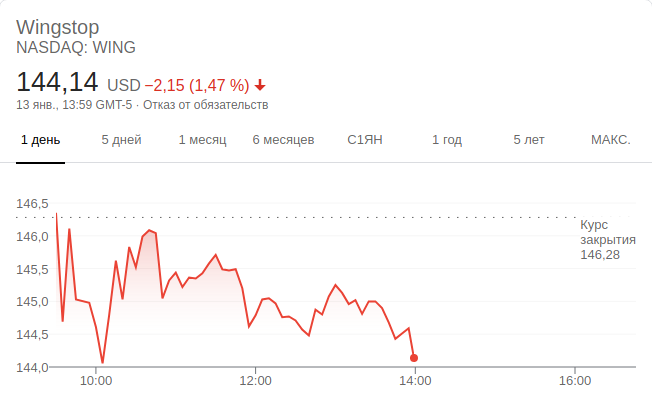 Wingstop
NASDAQ: WING
144,14 USD −2,15 (1,47 %)
13 янв., 13:59 GMT-5 · Отказ от обязательств
1 день 5 дней 1 месяц 6 месяцев С1ЯН 1 год 5 лет МАКС.
146,5
Курс
закрытия
146,28
146,0
145,5
145,0
144,5
144,0
10:00 12:00 14:00 16:00